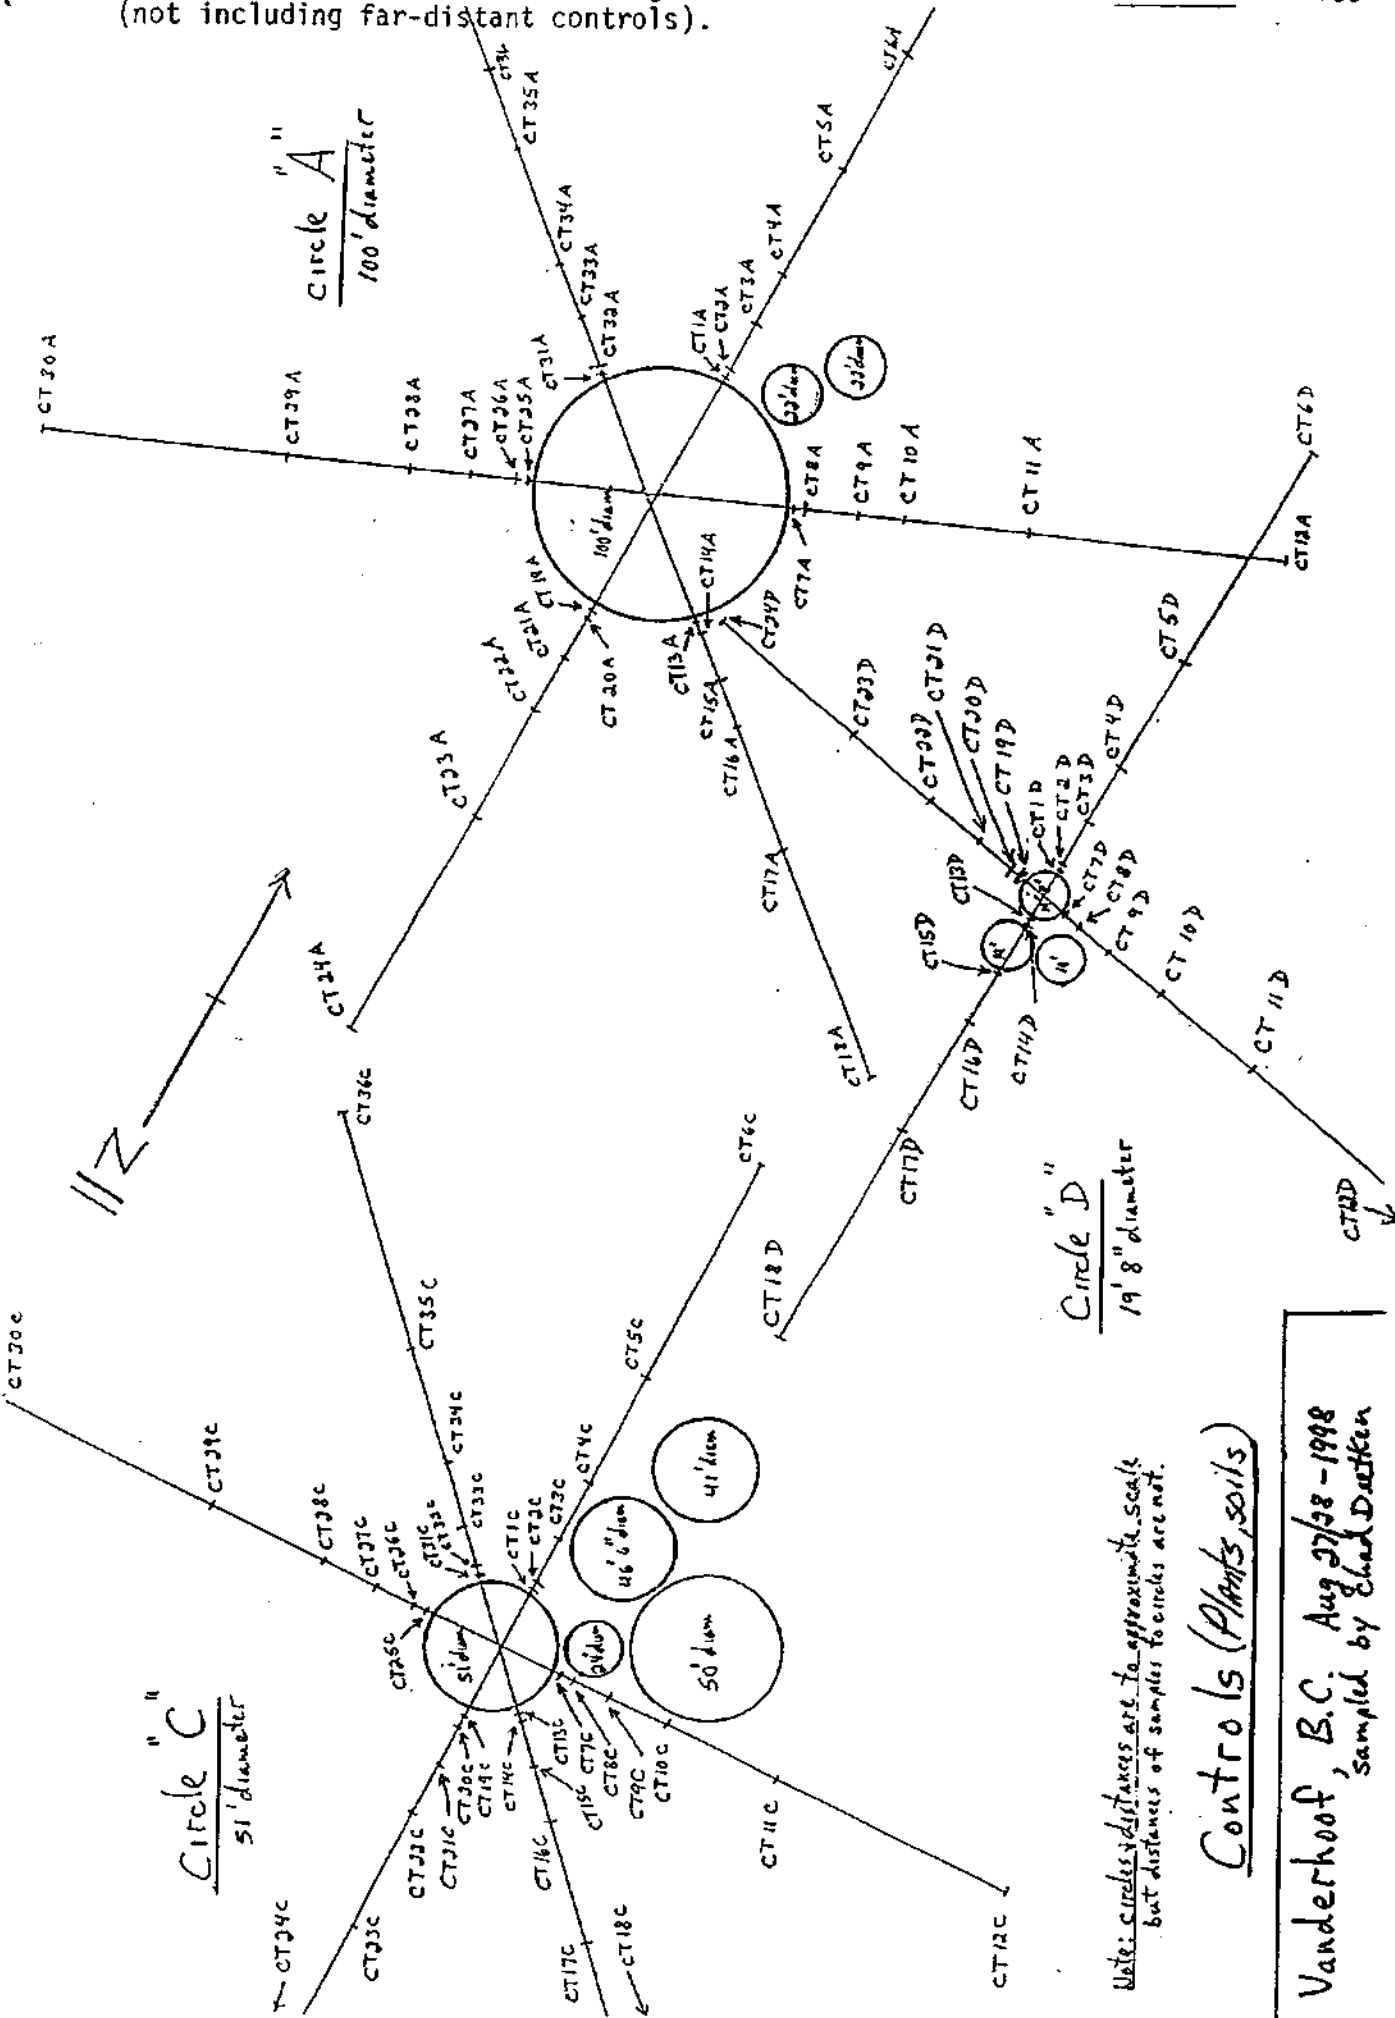 (not including far-distant controls).
Circle "A"
100' diameter
CT30A
CT29A
CT28A
CT27A
CT26A
CT25A
CT31A
CT32A
CT33A
CT34A
CT35A
CT1A
CT2A
CT3A
CT4A
CT5A
CT6A
22'diam
22'diam
100'diam
CT7A
CT8A
CT9A
CT10A
CT11A
CT12A
CT13A
CT14A
CT15A
CT16A
CT17A
CT18A
CT19A
CT20A
CT21A
CT22A
CT23A
CT24A
N
Circle "D"
19'8" diameter
CT1D
CT2D
CT3D
CT4D
CT5D
CT6D
CT7D
CT8D
CT9D
CT10D
CT11D
CT12D
CT13D
CT14D
CT15D
CT16D
CT17D
CT18D
CT19D
CT20D
CT21D
CT22D
CT23D
CT24D
Circle "C"
51' diameter
CT1C
CT2C
CT3C
CT4C
CT5C
CT6C
CT7C
CT8C
CT9C
CT10C
CT11C
CT12C
CT13C
CT14C
CT15C
CT16C
CT17C
CT18C
CT19C
CT20C
CT21C
CT22C
CT23C
CT24C
CT25C
CT26C
CT27C
CT28C
CT29C
CT30C
CT31C
CT32C
CT33C
CT34C
CT35C
CT36C
51'diam
24'diam
46'6"diam
41'diam
50'diam
Note: circles & distances are to approximate scale
but distances of samples to circles are not.
Controls (Plants, soils)
Vanderhoof, B.C. Aug 27/28-1998
sampled by Chad Deetken